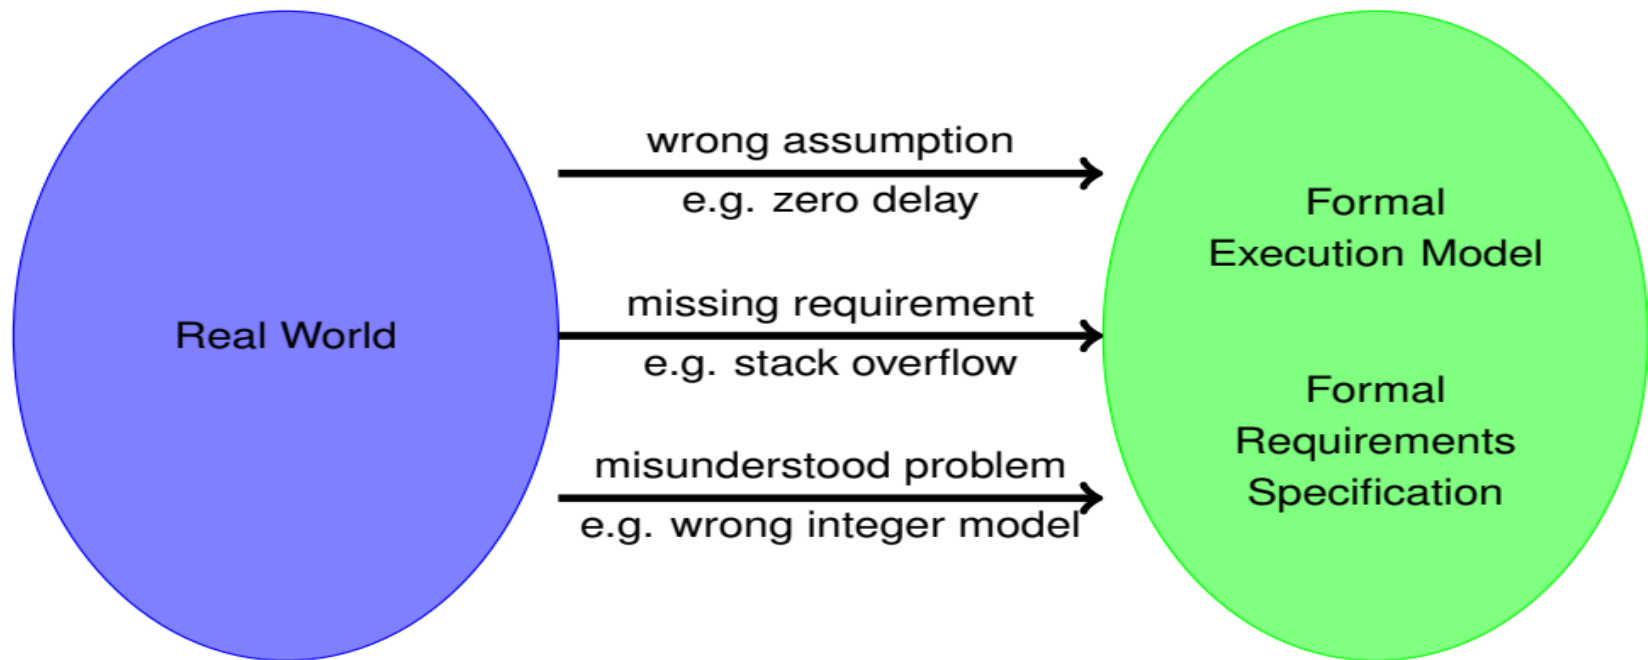 Real World
wrong assumption
e.g. zero delay
missing requirement
e.g. stack overflow
misunderstood problem
e.g. wrong integer model
Formal
Execution Model
Formal
Requirements
Specification